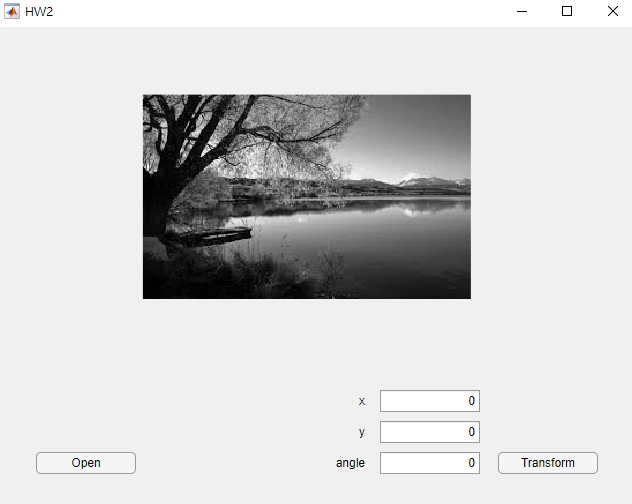 HW2
x 0
y 0
angle 0
Open
Transform